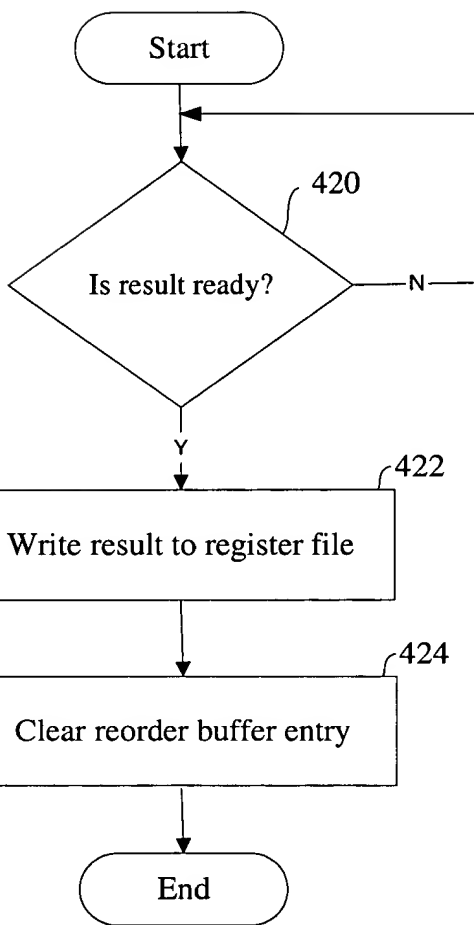 Start
420
Is result ready?
N
Y
422
Write result to register file
424
Clear reorder buffer entry
End